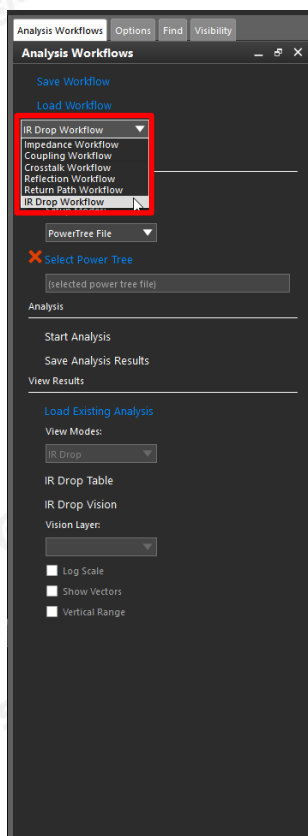 Analysis Workflows Options Find Visibility
Analysis Workflows
Save Workflow
Load Workflow
IR Drop Workflow
Impedance Workflow
Coupling Workflow
Crosstalk Workflow
Reflection Workflow
Return Path Workflow
IR Drop Workflow
PowerTree File
Select Power Tree
(selected power tree file)
Analysis
Start Analysis
Save Analysis Results
View Results
Load Existing Analysis
View Modes:
IR Drop
IR Drop Table
IR Drop Vision
Vision Layer:
Log Scale
Show Vectors
Vertical Range